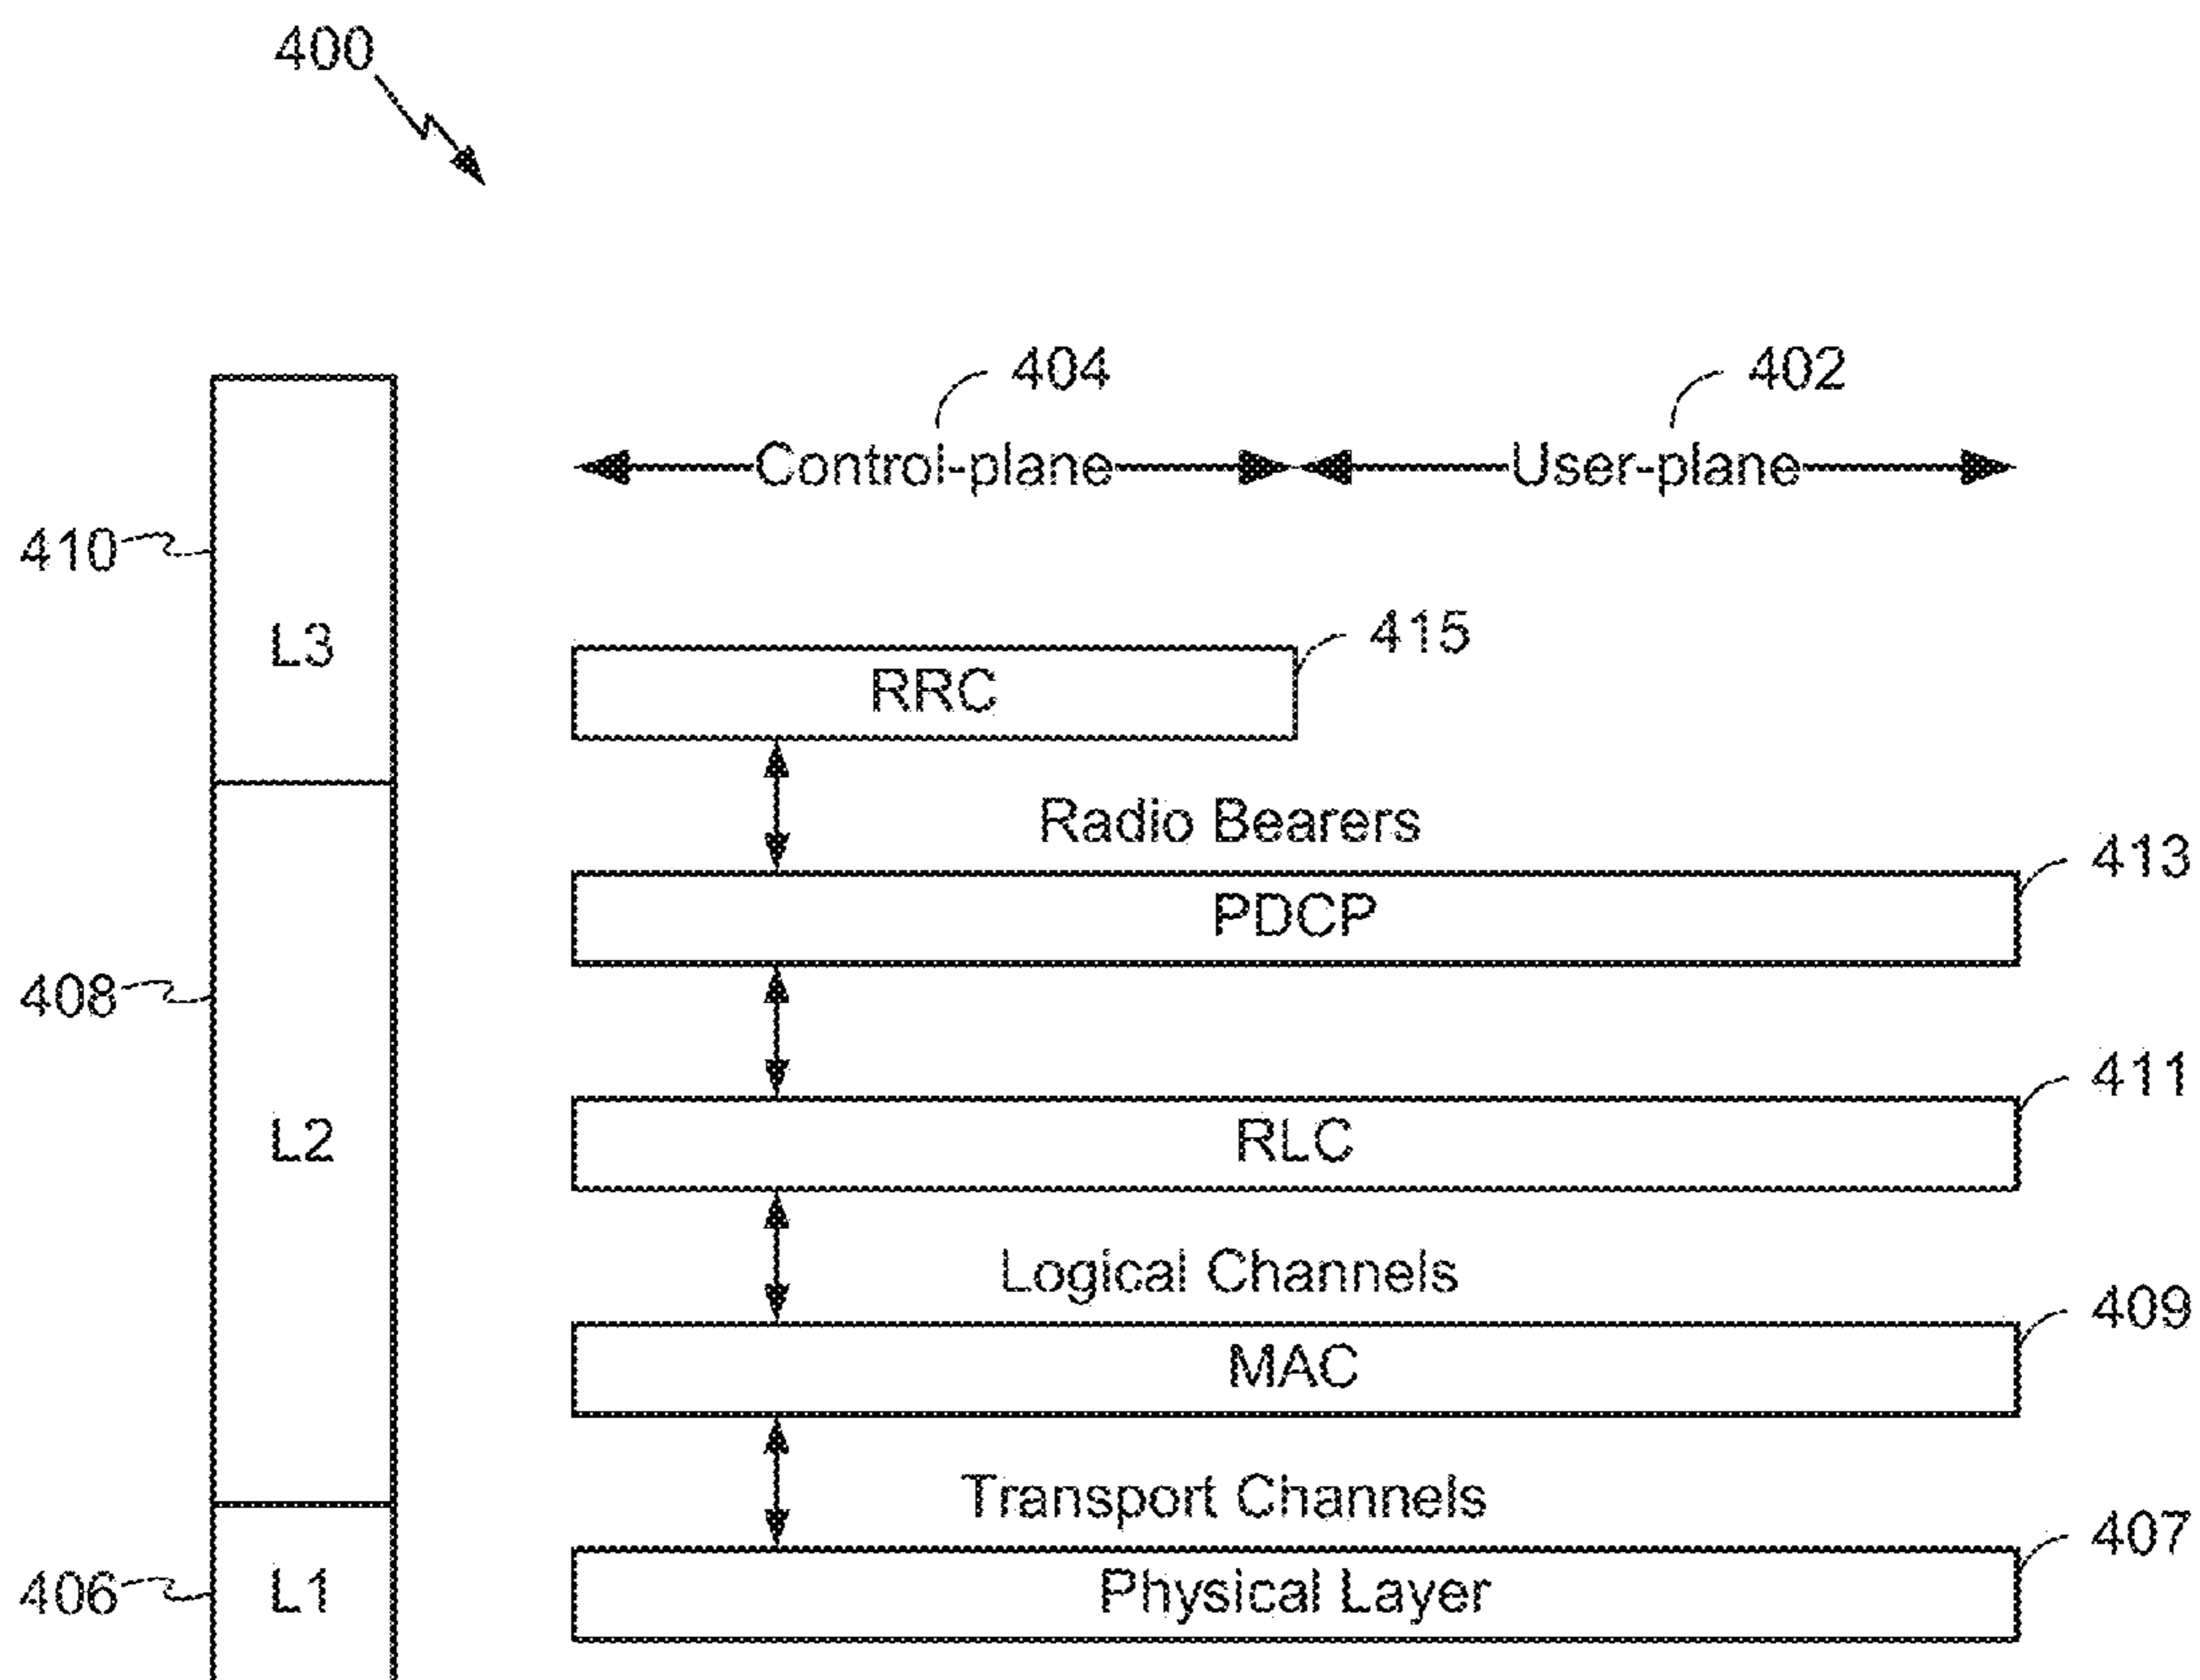 400
404
402
Control-plane
User-plane
410
L3
415
RRC
Radio Bearers
413
PDCP
408
411
L2
RLC
Logical Channels
409
MAC
Transport Channels
407
406
L1
Physical Layer